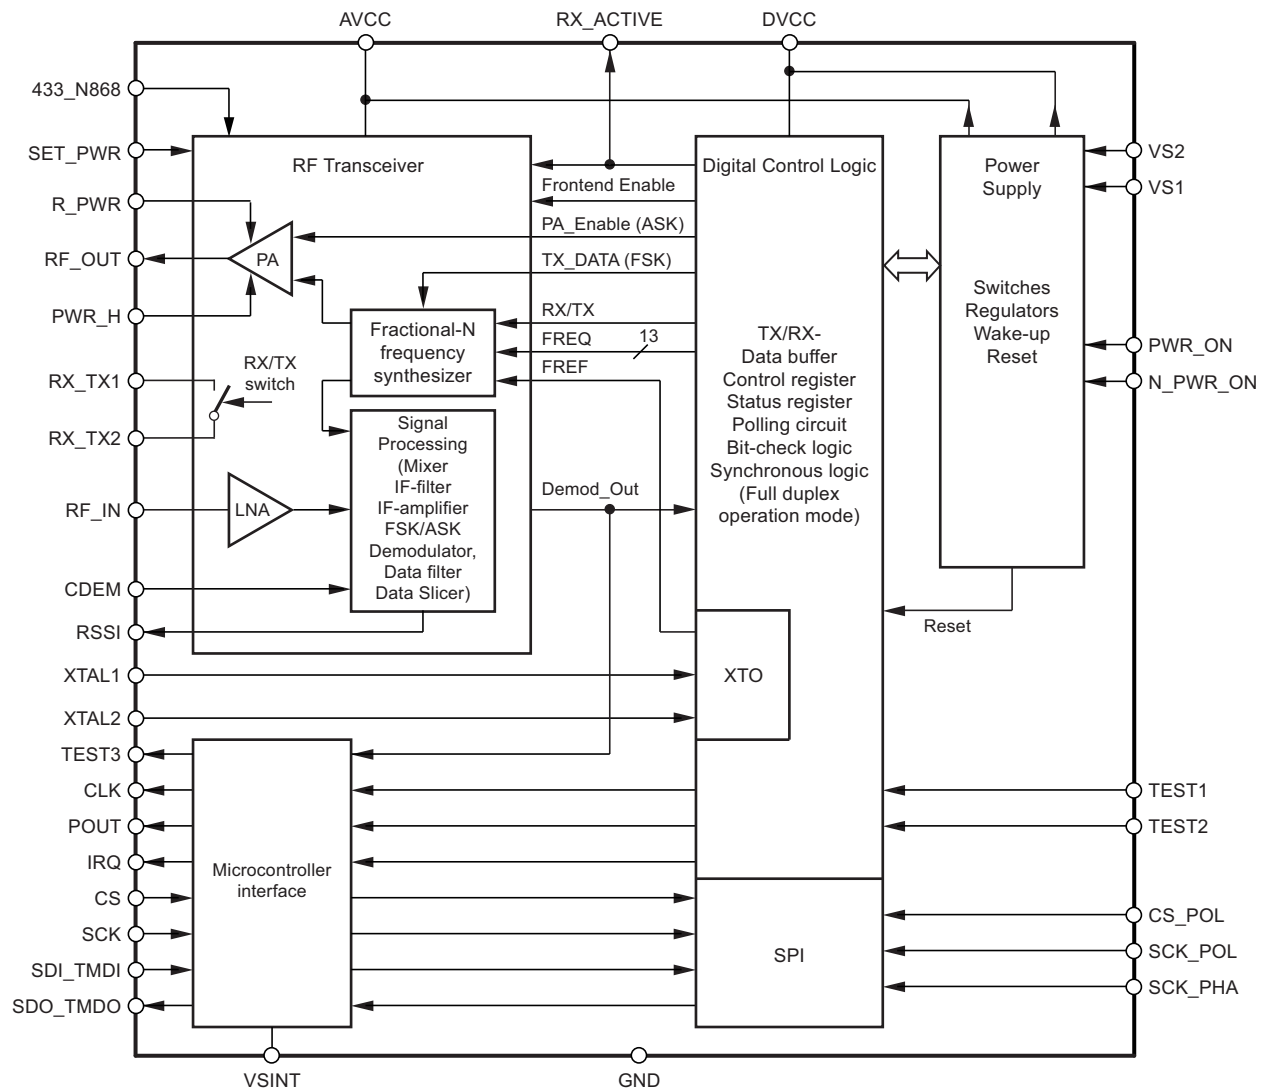 AVCC
RX_ACTIVE
DVCC
433_N868
SET_PWR
R_PWR
RF_OUT
PWR_H
RX_TX1
RX_TX2
RF_IN
CDEM
RSSI
XTAL1
XTAL2
TEST3
CLK
POUT
IRQ
CS
SCK
SDI_TMDI
SDO_TMDO
RF Transceiver
PA
RX/TX
switch
LNA
Fractional-N
frequency
synthesizer
Signal
Processing
(Mixer
IF-filter
IF-amplifier
FSK/ASK
Demodulator,
Data filter
Data Slicer)
Frontend Enable
PA_Enable (ASK)
TX_DATA (FSK)
RX/TX
FREQ
13
FREF
Demod_Out
Digital Control Logic
TX/RX-
Data buffer
Control register
Status register
Polling circuit
Bit-check logic
Synchronous logic
(Full duplex
operation mode)
XTO
Microcontroller
interface
SPI
Power
Supply
Switches
Regulators
Wake-up
Reset
Reset
VS2
VS1
PWR_ON
N_PWR_ON
TEST1
TEST2
CS_POL
SCK_POL
SCK_PHA
VSINT
GND